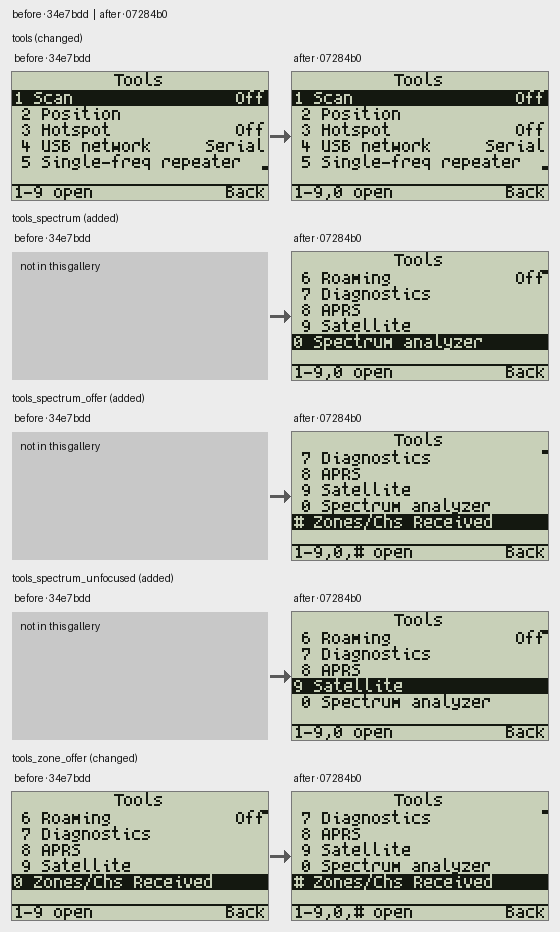 before·34e7bdd | after·07284b0
tools (changed)
before·34e7bdd
after·07284b0
Tools
1 Scan Off
2 Position
3 Hotspot Off
4 USB network Serial
5 Single-freq repeater
1-9 open Back
Tools
1 Scan Off
2 Position
3 Hotspot Off
4 USB network Serial
5 Single-freq repeater
1-9,0 open Back
tools_spectrum (added)
before·34e7bdd
after·07284b0
not in this gallery
Tools
6 Roaming Off
7 Diagnostics
8 APRS
9 Satellite
0 Spectrum analyzer
1-9,0 open Back
tools_spectrum_offer (added)
before·34e7bdd
after·07284b0
not in this gallery
Tools
7 Diagnostics
8 APRS
9 Satellite
0 Spectrum analyzer
# Zones/Chs Received
1-9,0,# open Back
tools_spectrum_unfocused (added)
before·34e7bdd
after·07284b0
not in this gallery
Tools
6 Roaming Off
7 Diagnostics
8 APRS
9 Satellite
0 Spectrum analyzer
1-9,0 open Back
tools_zone_offer (changed)
before·34e7bdd
after·07284b0
Tools
6 Roaming Off
7 Diagnostics
8 APRS
9 Satellite
0 Zones/Chs Received
1-9 open Back
Tools
7 Diagnostics
8 APRS
9 Satellite
0 Spectrum analyzer
# Zones/Chs Received
1-9,0,# open Back